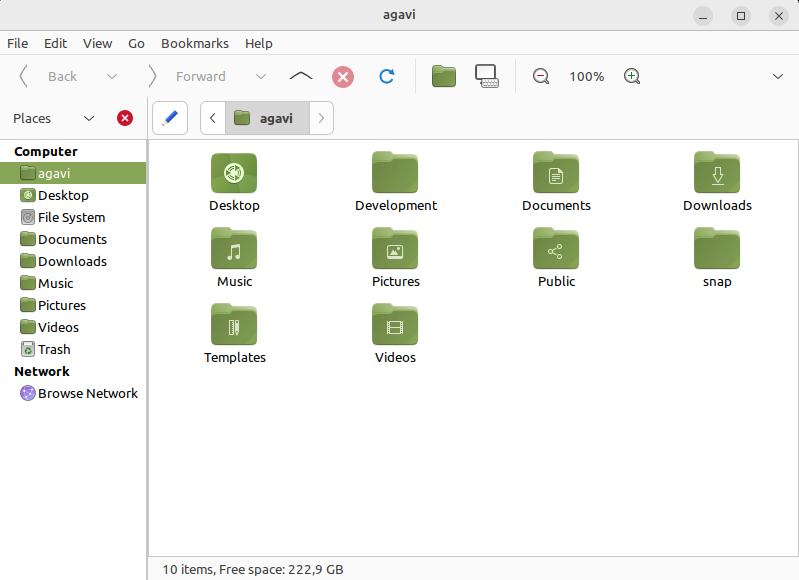 agavi
File Edit View Go Bookmarks Help
Back Forward 100%
Places agavi
Computer
agavi
Desktop
File System
Documents
Downloads
Music
Pictures
Videos
Trash
Network
Browse Network
Desktop Development Documents Downloads
Music Pictures Public snap
Templates Videos
10 items, Free space: 222,9 GB